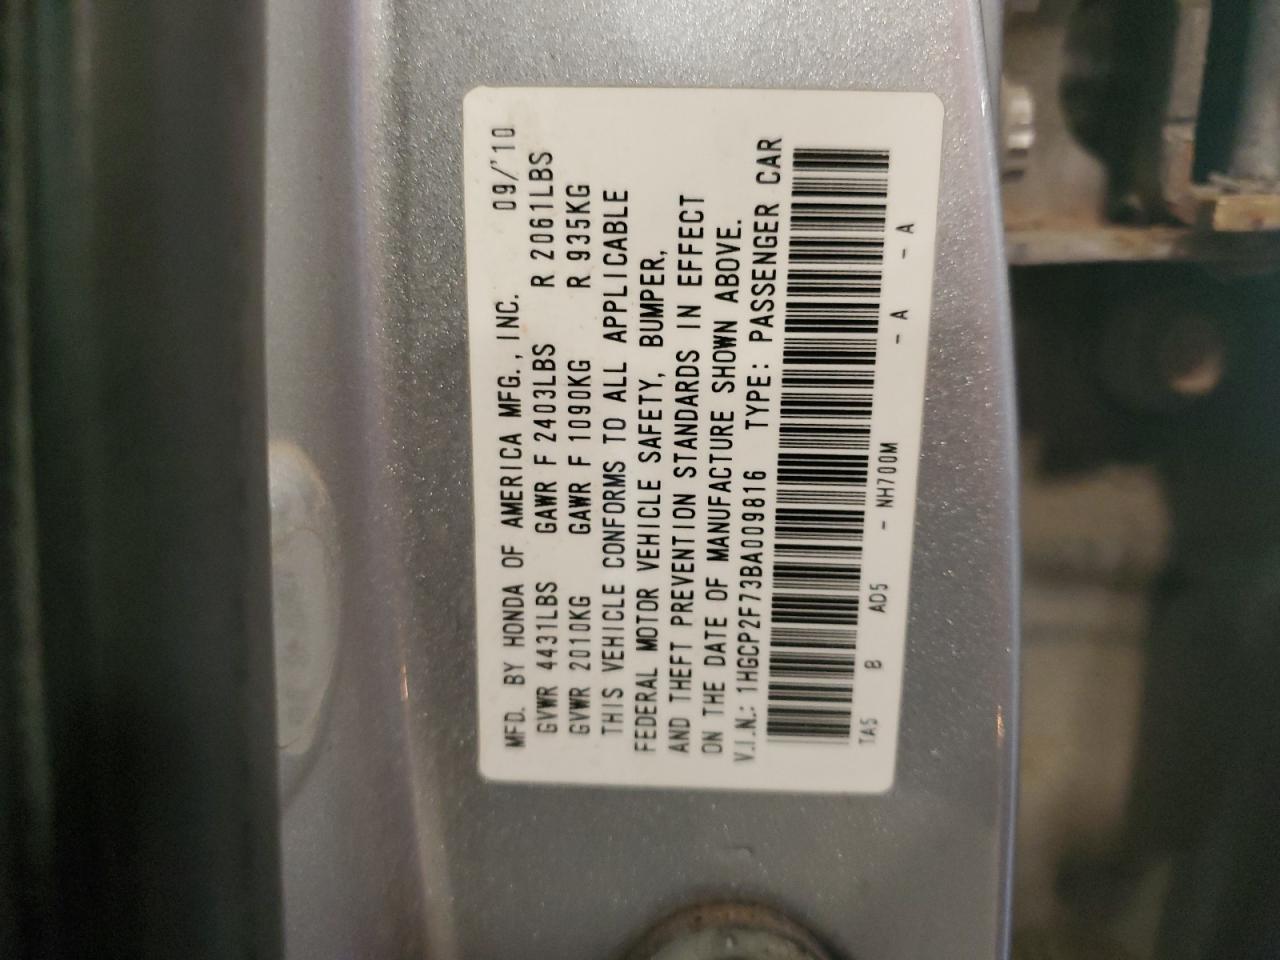 MFD. BY HONDA OF AMERICA MFG., INC. 09/'10
GVWR 4431LBS GAWR F 2403LBS R 2061LBS
GVWR 2010KG GAWR F 1090KG R 935KG
THIS VEHICLE CONFORMS TO ALL APPLICABLE
FEDERAL MOTOR VEHICLE SAFETY, BUMPER,
AND THEFT PREVENTION STANDARDS IN EFFECT
ON THE DATE OF MANUFACTURE SHOWN ABOVE.
V.I.N.: 1HGCP2F73BA009816 TYPE: PASSENGER CAR
TA5 B AD5 - NH700M - A - A